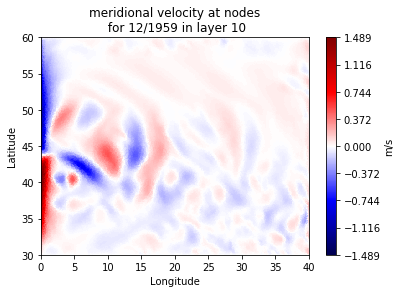 meridional velocity at nodes
for 12/1959 in layer 10
60
55
50
45
40
35
30
Latitude
0 5 10 15 20 25 30 35 40
Longitude
1.489
1.116
0.744
0.372
0.000
−0.372
−0.744
−1.116
−1.489
m/s